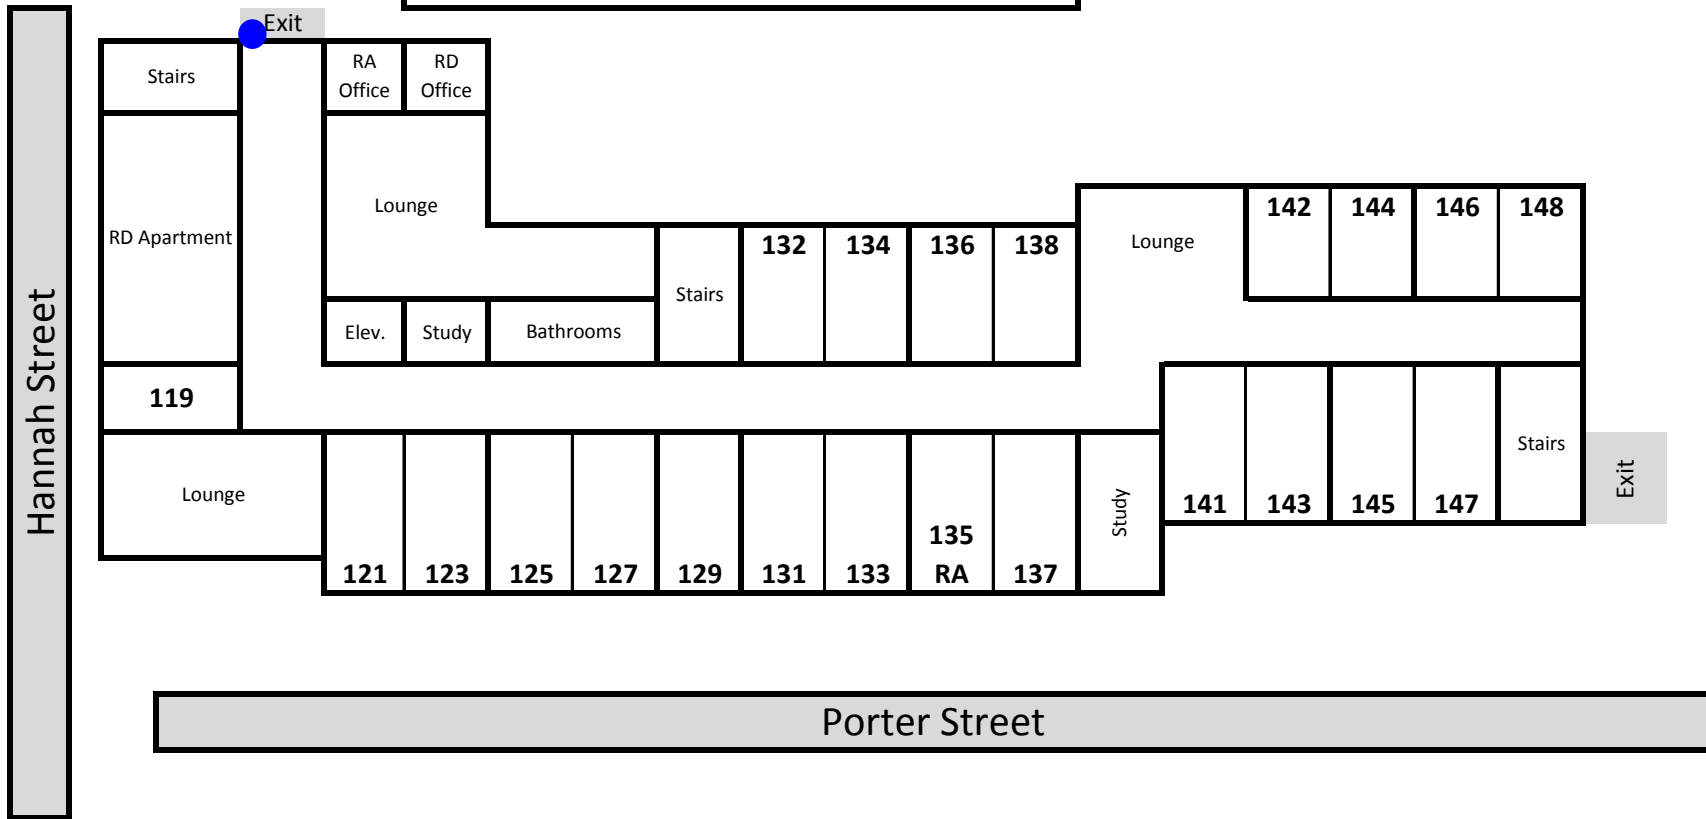 Exit
Stairs
RA
Office
RD
Office
RD Apartment
Lounge
Hannah Street
119
Elev.
Study
Bathrooms
Stairs
132
134
136
138
Lounge
142
144
146
148
Lounge
121
123
125
127
129
131
133
135
RA
137
Study
141
143
145
147
Stairs
Exit
Porter Street